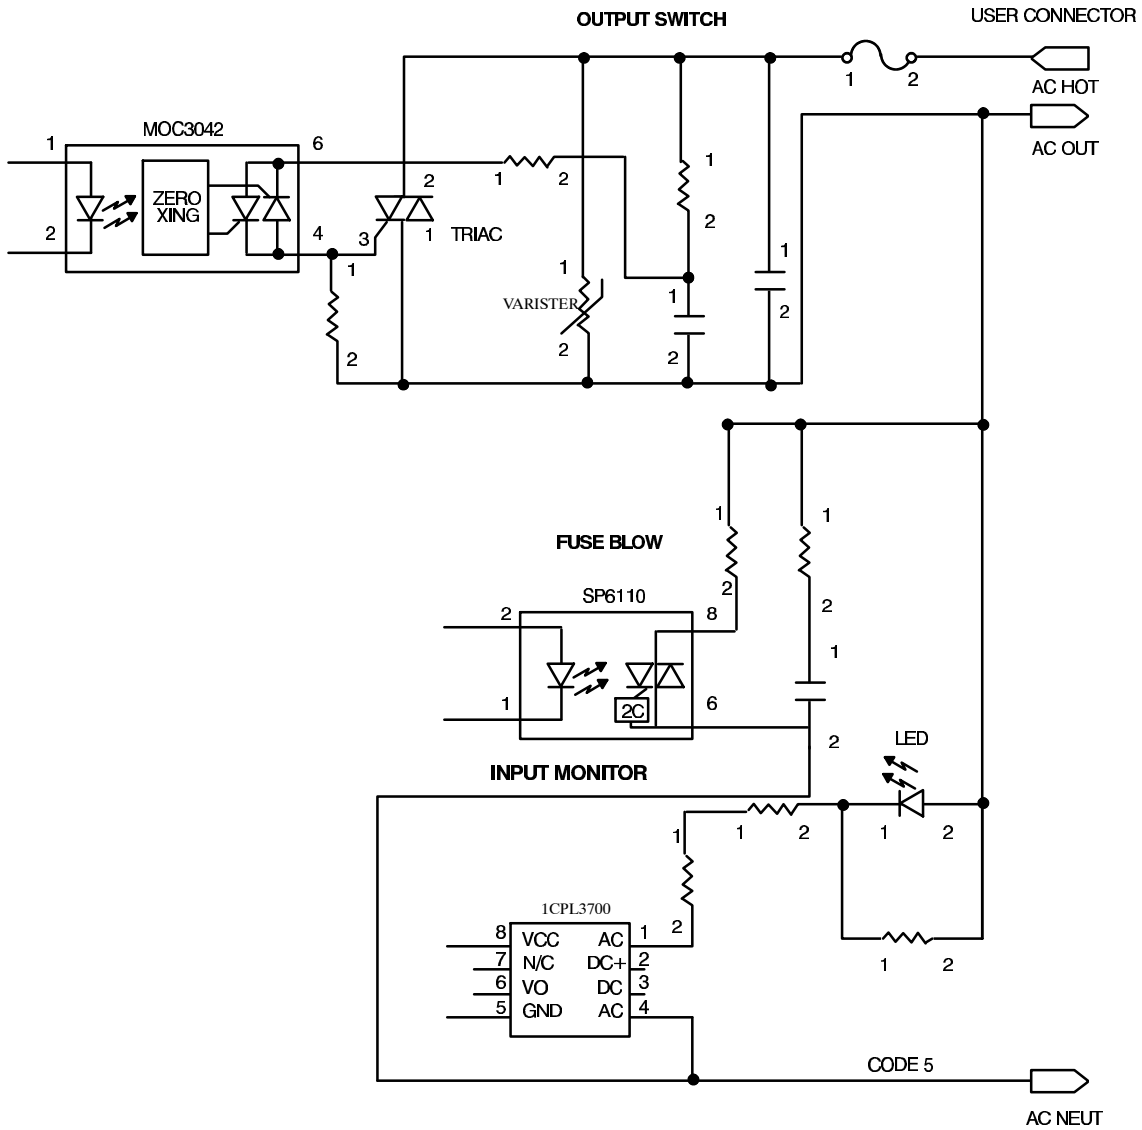 OUTPUT SWITCH
USER CONNECTOR
1 2
AC HOT
MOC3042
AC OUT
1 6
1 2
1
ZERO
XING
2
2
2 4 3 1 TRIAC
1
1 1
VARISTER 1
2
2 2 2
1 1
FUSE BLOW
2
SP6110
2
2 8
1
1 2C 6
2
LED
INPUT MONITOR
1 1 2 1 2
1CPL3700
2
8 VCC AC 1
7 N/C DC+ 2
6 VO DC 3
5 GND AC 4
1 2
CODE 5
AC NEUT